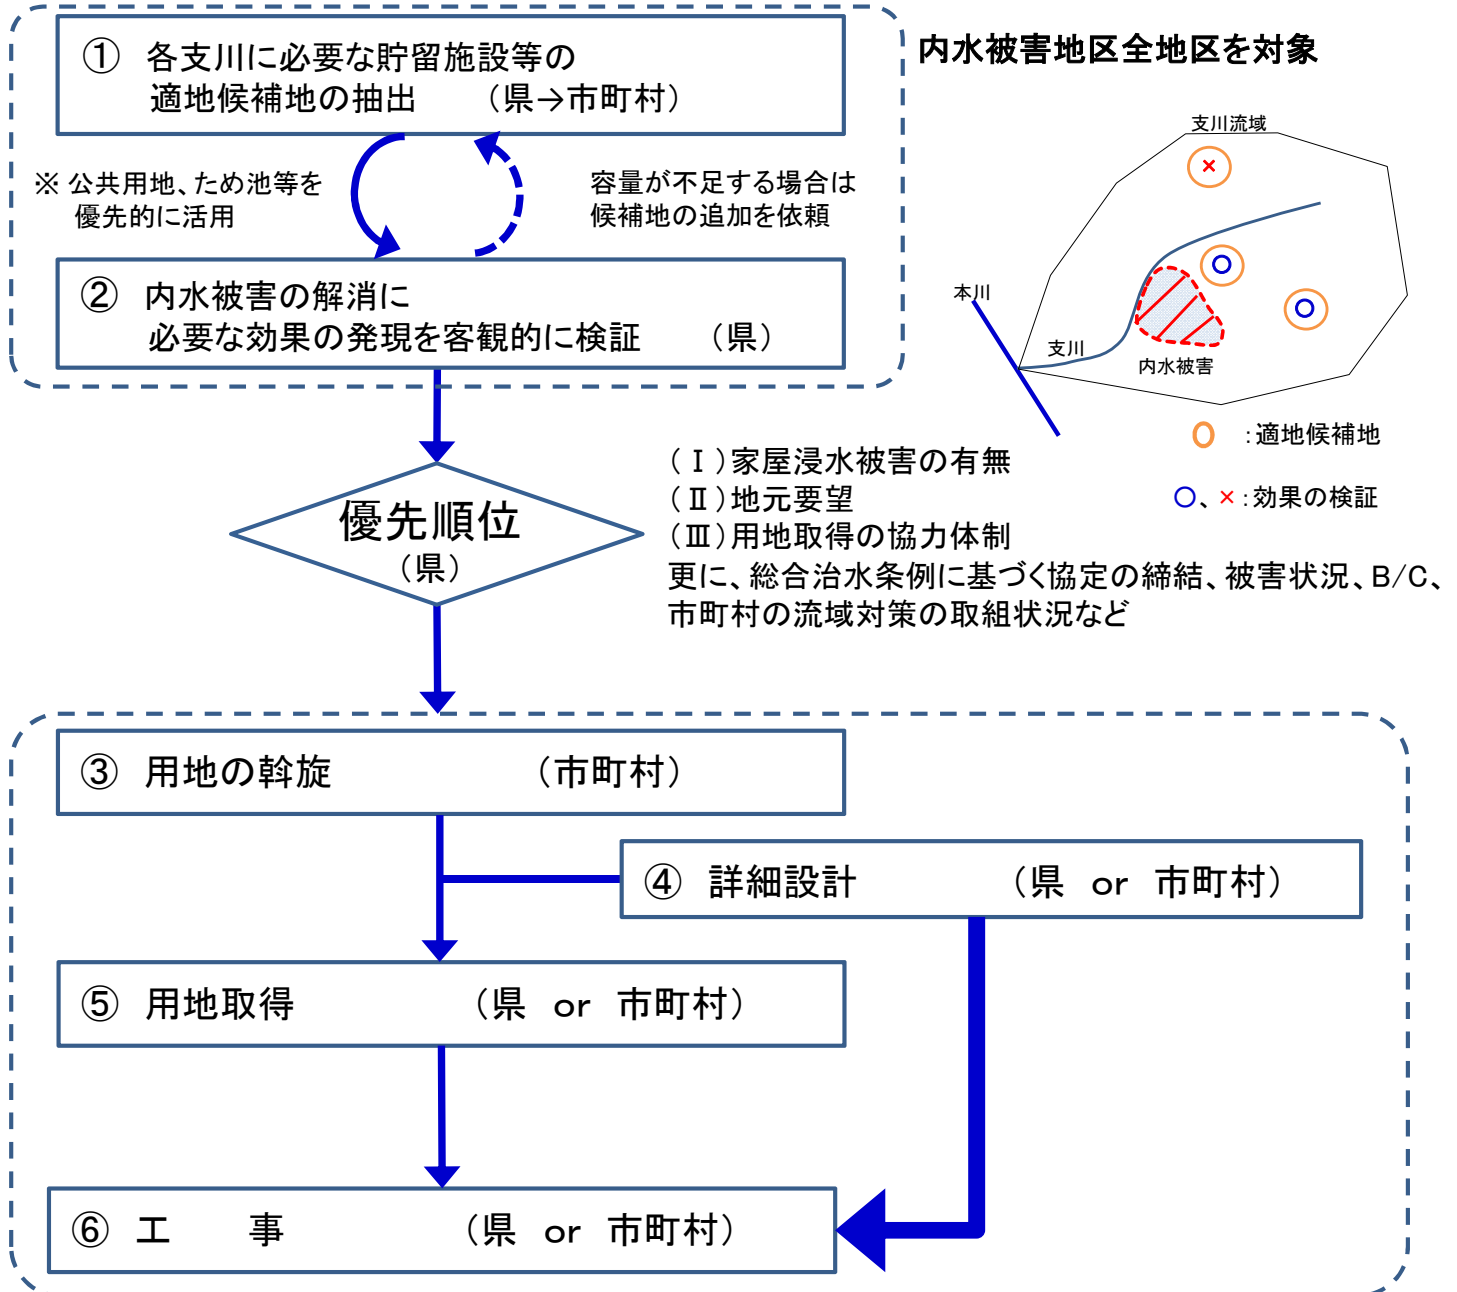 ① 各支川に必要な貯留施設等の
適地候補地の抽出 （県→市町村）
内水被害地区全地区を対象
※ 公共用地、ため池等を
優先的に活用
容量が不足する場合は
候補地の追加を依頼
② 内水被害の解消に
必要な効果の発現を客観的に検証 （県）
支川流域
×
本川
支川
内水被害
：適地候補地
○、×：効果の検証
優先順位
（県）
（Ⅰ）家屋浸水被害の有無
（Ⅱ）地元要望
（Ⅲ）用地取得の協力体制
更に、総合治水条例に基づく協定の締結、被害状況、B/C、
市町村の流域対策の取組状況など
③ 用地の斡旋 （市町村）
④ 詳細設計 （県 or 市町村）
⑤ 用地取得 （県 or 市町村）
⑥ 工 事 （県 or 市町村）